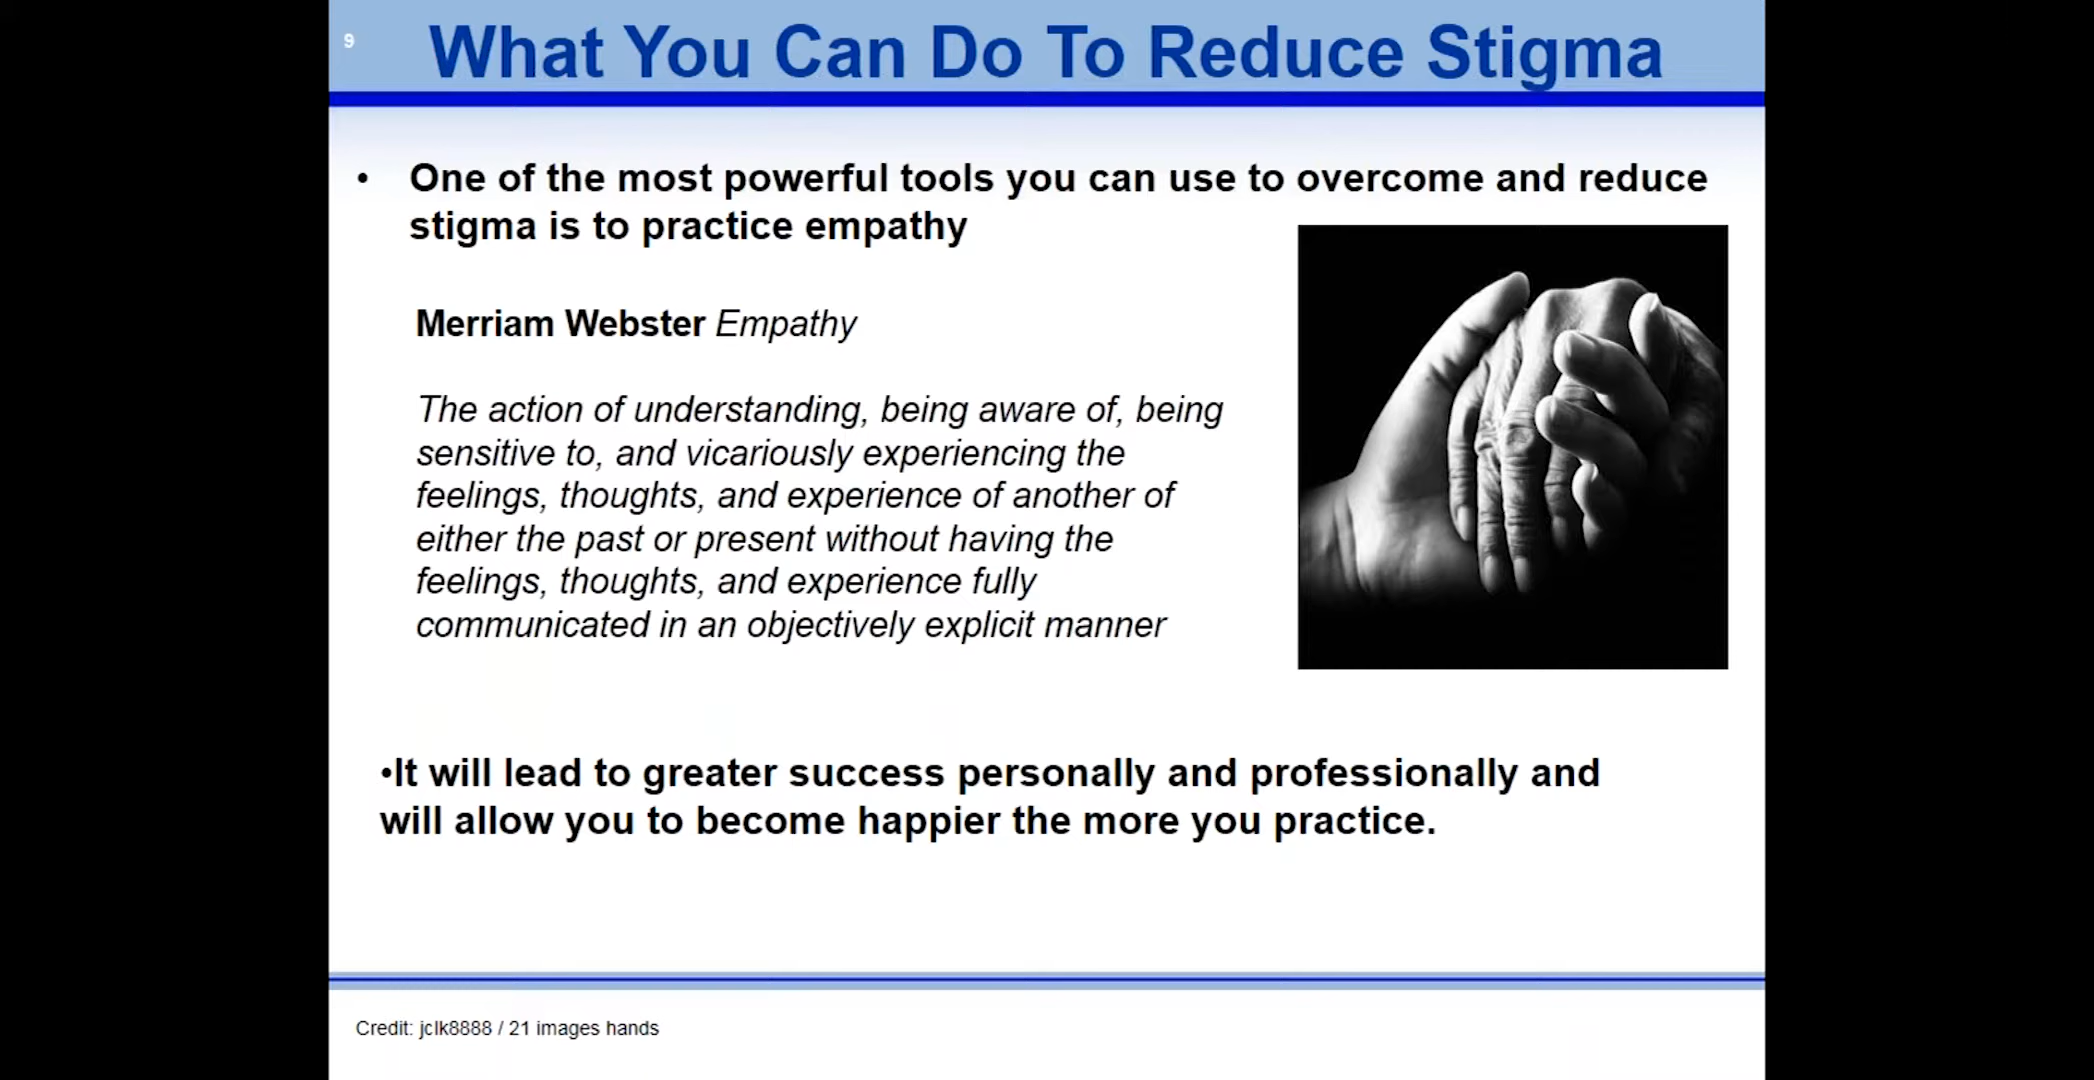 9
What You Can Do To Reduce Stigma
• One of the most powerful tools you can use to overcome and reduce
stigma is to practice empathy
Merriam Webster Empathy
The action of understanding, being aware of, being
sensitive to, and vicariously experiencing the
feelings, thoughts, and experience of another of
either the past or present without having the
feelings, thoughts, and experience fully
communicated in an objectively explicit manner
•It will lead to greater success personally and professionally and
will allow you to become happier the more you practice.
Credit: jclk8888 / 21 images hands